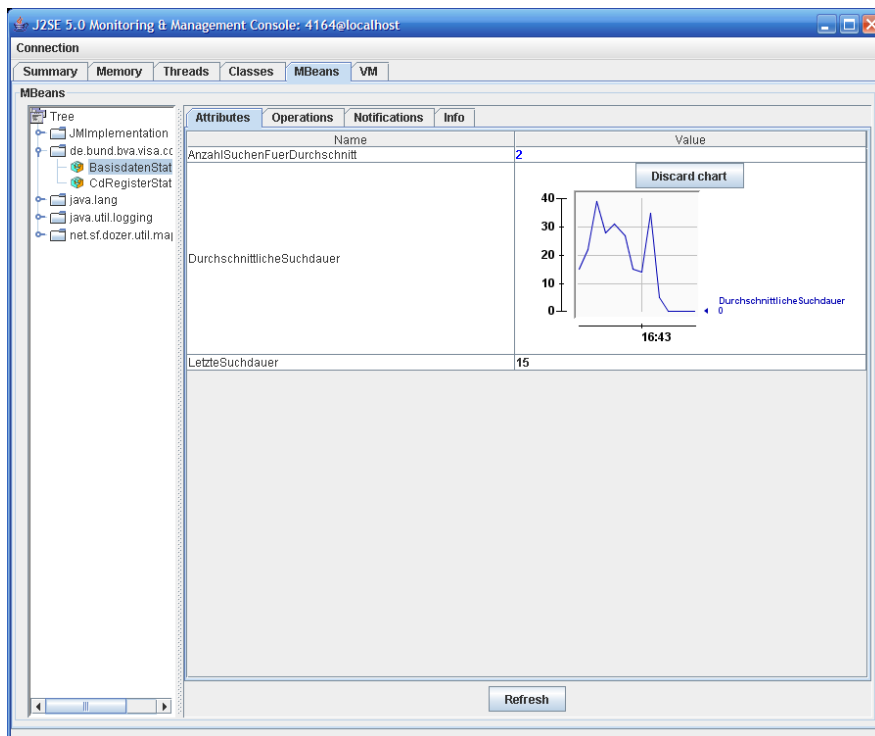 J2SE 5.0 Monitoring & Management Console: 4164@localhost
Connection
Summary Memory Threads Classes MBeans VM
MBeans
Tree
JMImplementation
de.bund.bva.visa.cc
BasisdatenStat
CdRegisterStat
java.lang
java.util.logging
net.sf.dozer.util.map
Attributes Operations Notifications Info
Name Value
AnzahlSuchenFuerDurchschnitt 2
Discard chart
DurchschnittlicheSuchdauer
40
30
20
10
0
DurchschnittlicheSuchdauer
0
16:43
LetzteSuchdauer 15
Refresh